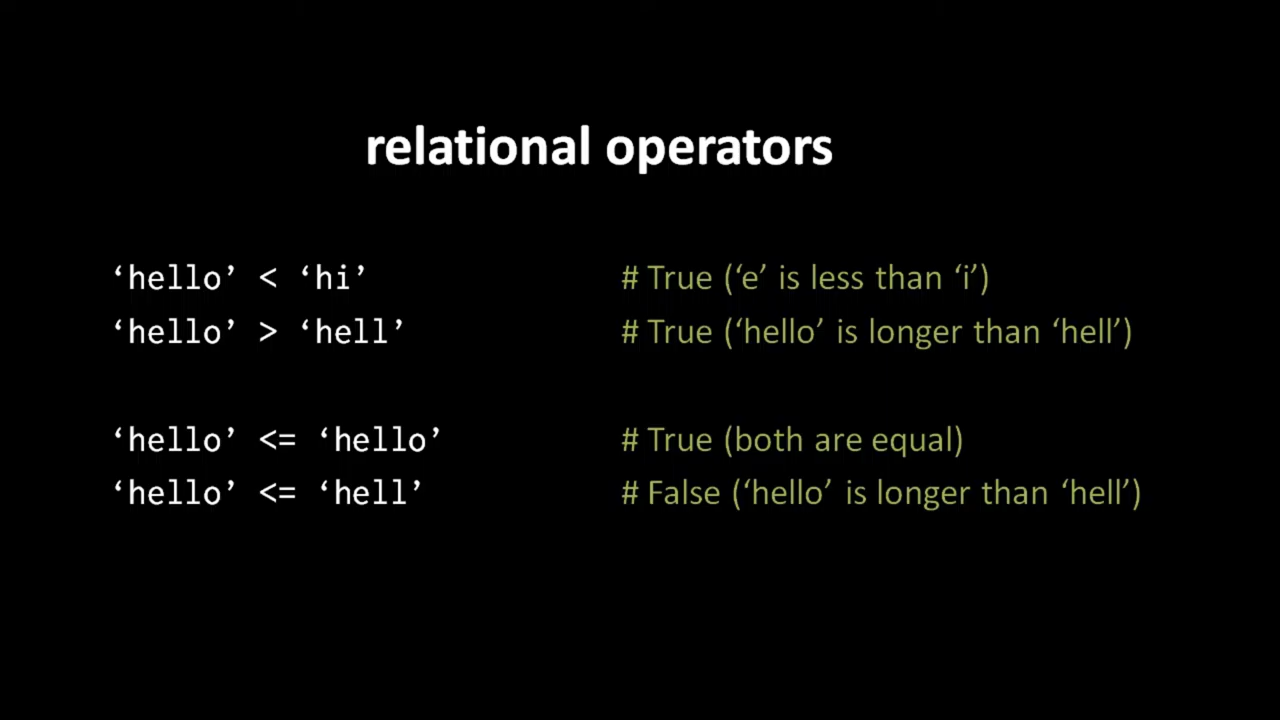 relational operators
‘hello’ < ‘hi’ # True (‘e’ is less than ‘i’)
‘hello’ > ‘hell’ # True (‘hello’ is longer than ‘hell’)
‘hello’ <= ‘hello’ # True (both are equal)
‘hello’ <= ‘hell’ # False (‘hello’ is longer than ‘hell’)